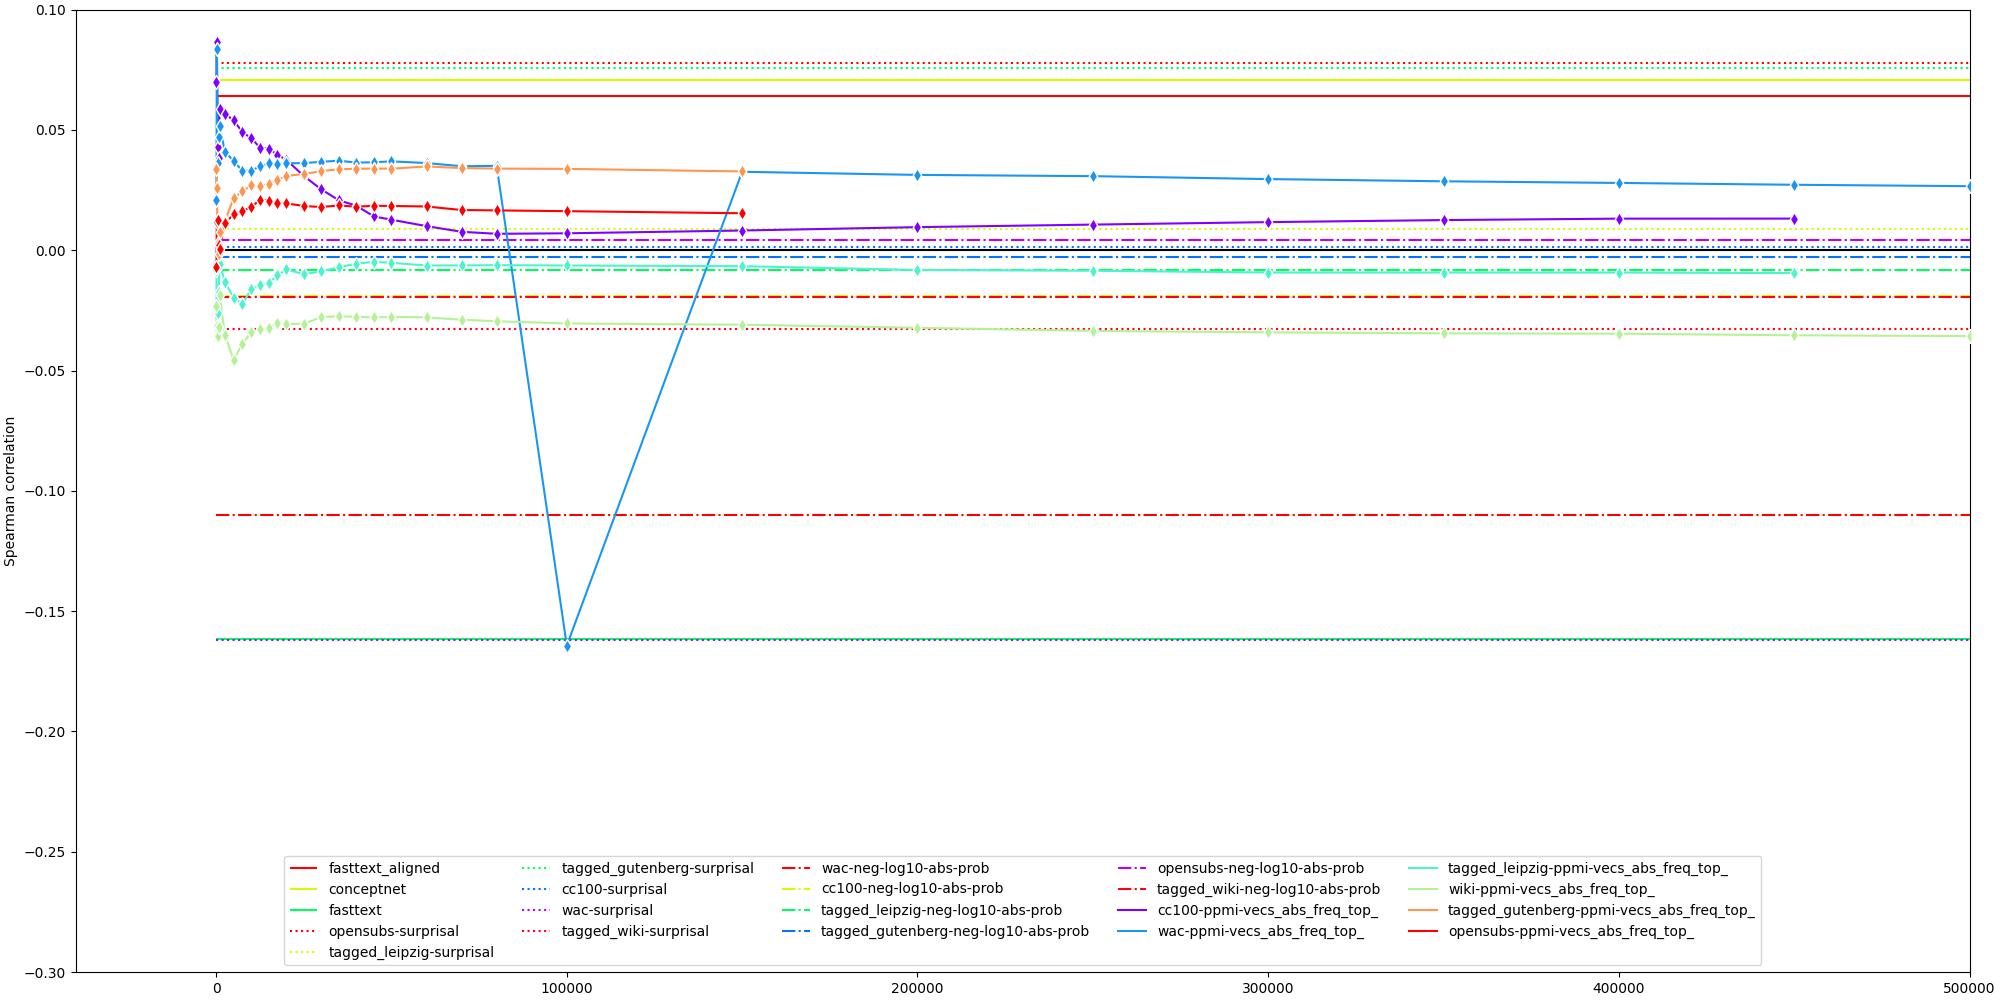 0.10
0.05
0.00
−0.05
−0.10
−0.15
−0.20
−0.25
−0.30
Spearman correlation
fasttext_aligned
conceptnet
fasttext
opensubs-surprisal
tagged_leipzig-surprisal
tagged_gutenberg-surprisal
cc100-surprisal
wac-surprisal
tagged_wiki-surprisal
wac-neg-log10-abs-prob
cc100-neg-log10-abs-prob
tagged_leipzig-neg-log10-abs-prob
tagged_gutenberg-neg-log10-abs-prob
opensubs-neg-log10-abs-prob
tagged_wiki-neg-log10-abs-prob
cc100-ppmi-vecs_abs_freq_top_
wac-ppmi-vecs_abs_freq_top_
tagged_leipzig-ppmi-vecs_abs_freq_top_
wiki-ppmi-vecs_abs_freq_top_
tagged_gutenberg-ppmi-vecs_abs_freq_top_
opensubs-ppmi-vecs_abs_freq_top_
0
100000
200000
300000
400000
500000